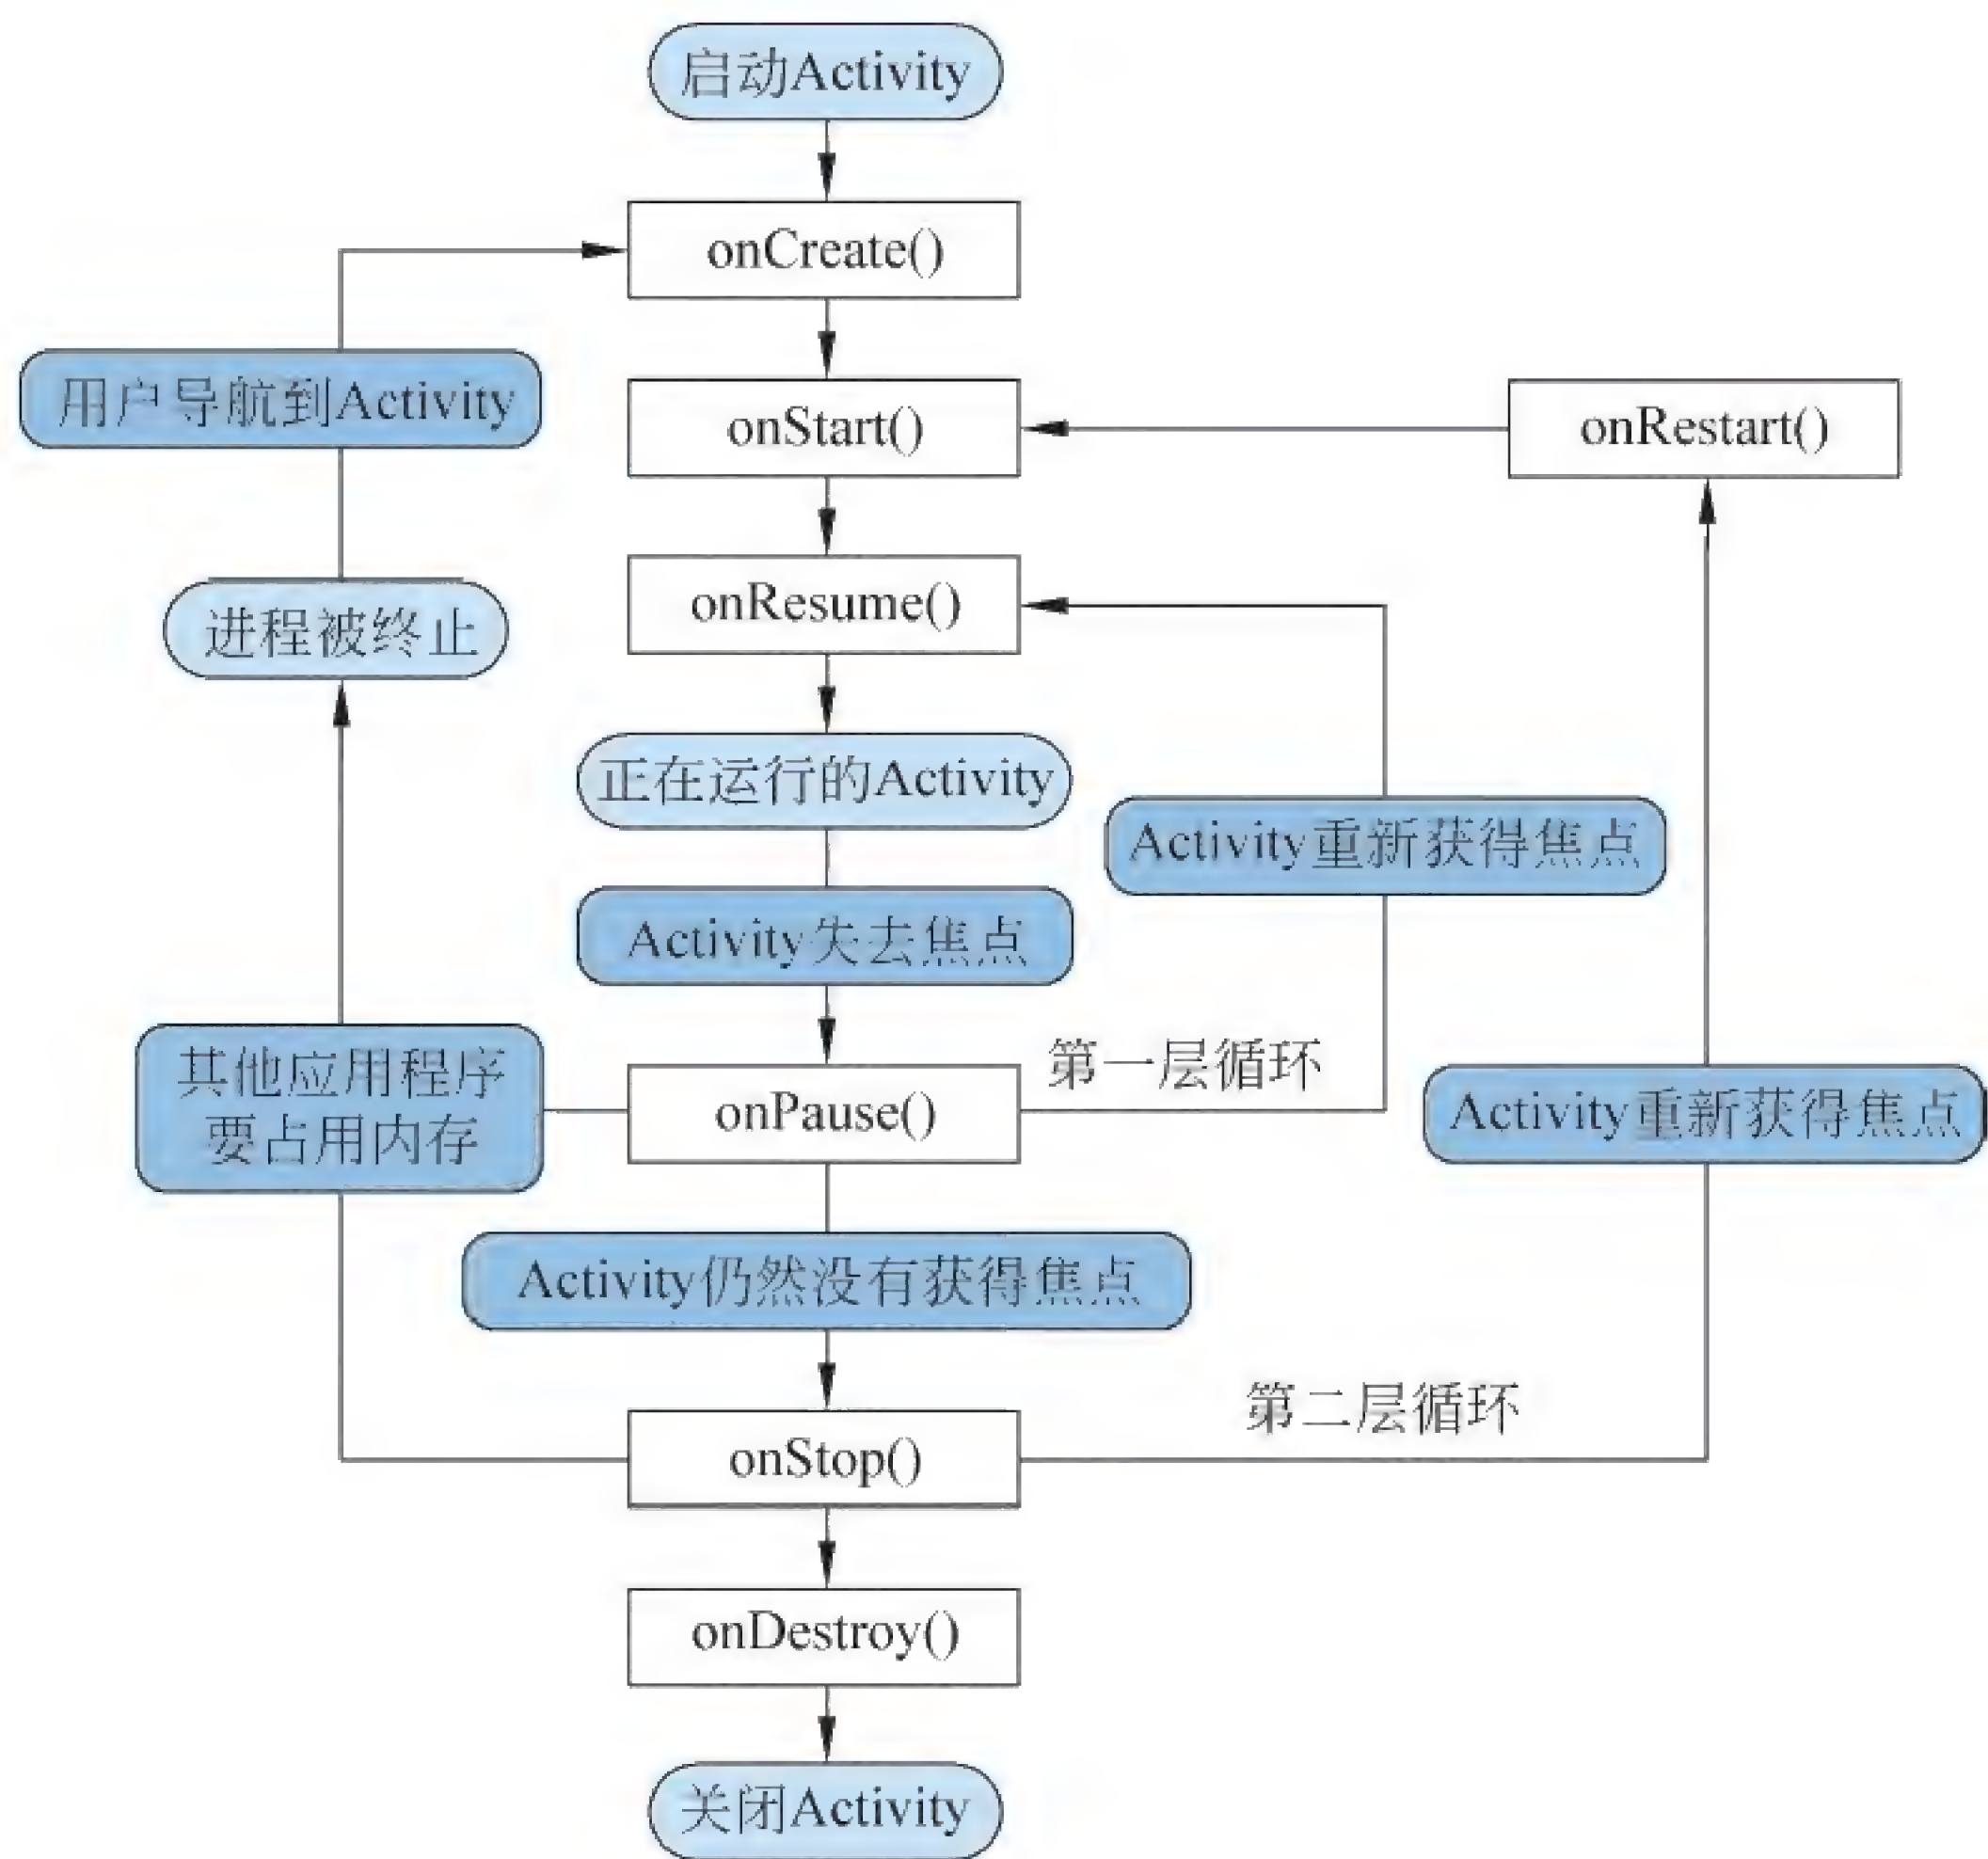 启动Activity
onCreate()
用户导航到Activity
onStart()
onRestart()
onResume()
进程被终止
正在运行的Activity
Activity重新获得焦点
Activity失去焦点
第一层循环
其他应用程序
要占用内存
onPause()
Activity重新获得焦点
Activity仍然没有获得焦点
第二层循环
onStop()
onDestroy()
关闭Activity